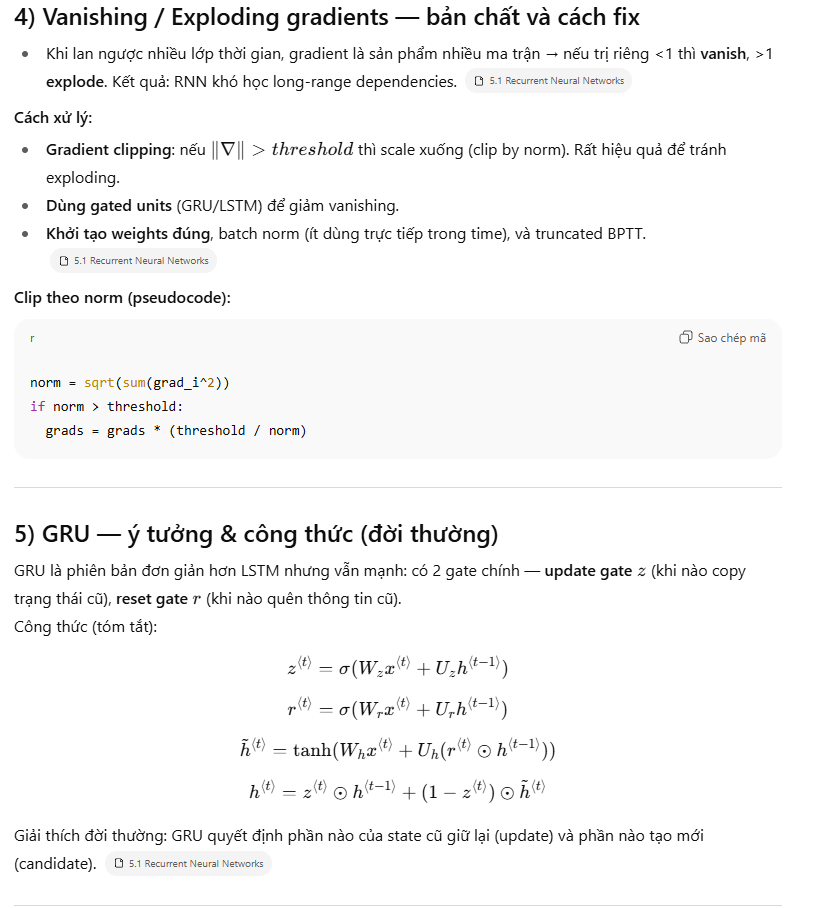 4) Vanishing / Exploding gradients — bản chất và cách fix
• Khi lan ngược nhiều lớp thời gian, gradient là sản phẩm nhiều ma trận → nếu trị riêng <1 thì vanish, >1
explode. Kết quả: RNN khó học long-range dependencies. 5.1 Recurrent Neural Networks
Cách xử lý:
• Gradient clipping: nếu ‖∇‖ > threshold thì scale xuống (clip by norm). Rất hiệu quả để tránh
exploding.
• Dùng gated units (GRU/LSTM) để giảm vanishing.
• Khởi tạo weights đúng, batch norm (ít dùng trực tiếp trong time), và truncated BPTT.
5.1 Recurrent Neural Networks
Clip theo norm (pseudocode):
r Sao chép mã
norm = sqrt(sum(grad_i^2))
if norm > threshold:
  grads = grads * (threshold / norm)
5) GRU — ý tưởng & công thức (đời thường)
GRU là phiên bản đơn giản hơn LSTM nhưng vẫn mạnh: có 2 gate chính — update gate z (khi nào copy
trạng thái cũ), reset gate r (khi nào quên thông tin cũ).
Công thức (tóm tắt):
z⟨t⟩ = σ(W_z x⟨t⟩ + U_z h⟨t−1⟩)
r⟨t⟩ = σ(W_r x⟨t⟩ + U_r h⟨t−1⟩)
h̃⟨t⟩ = tanh(W_h x⟨t⟩ + U_h(r⟨t⟩ ⊙ h⟨t−1⟩))
h⟨t⟩ = z⟨t⟩ ⊙ h⟨t−1⟩ + (1 − z⟨t⟩) ⊙ h̃⟨t⟩
Giải thích đời thường: GRU quyết định phần nào của state cũ giữ lại (update) và phần nào tạo mới
(candidate). 5.1 Recurrent Neural Networks